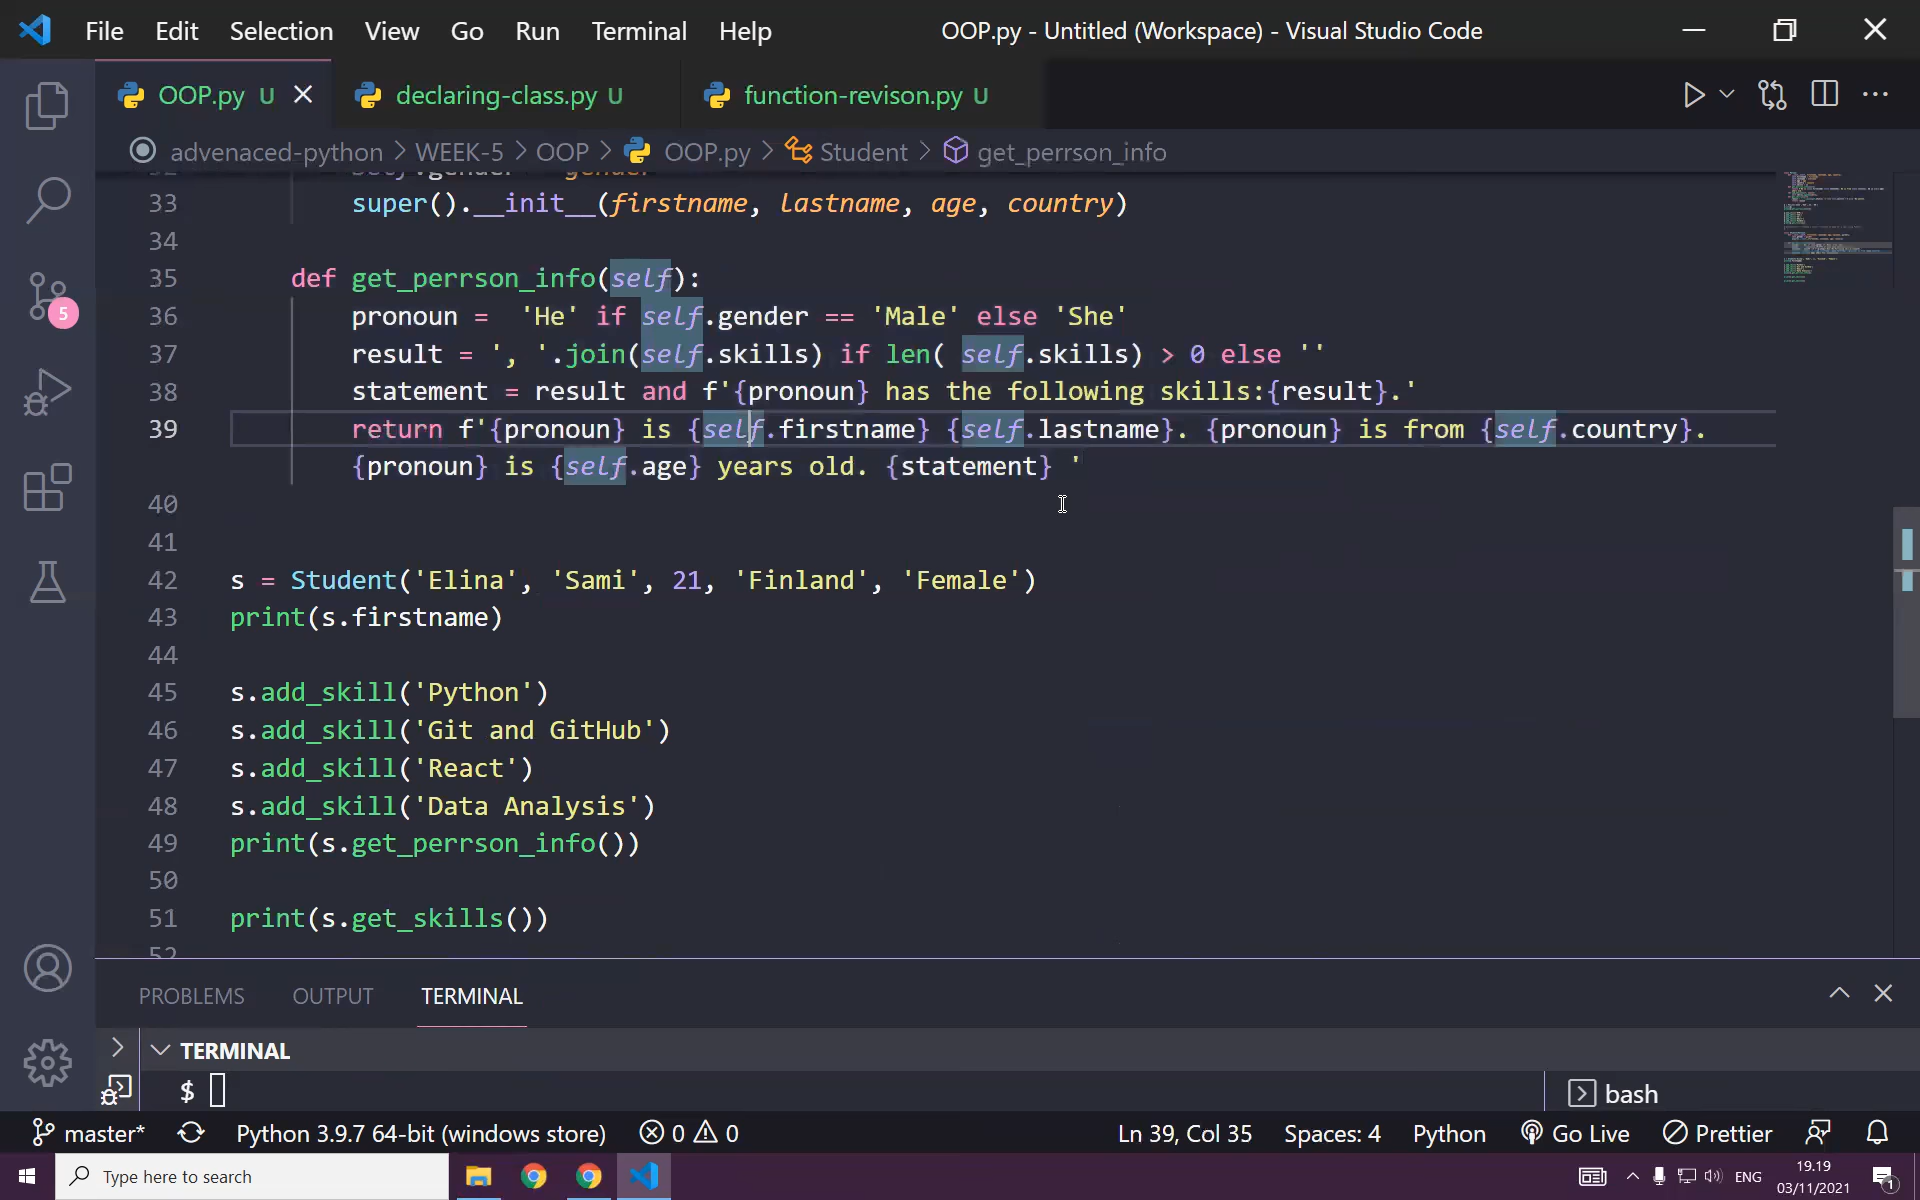 File Edit Selection View Go Run Terminal Help OOP.py - Untitled (Workspace) - Visual Studio Code
OOP.py U declaring-class.py U function-revison.py U
advenaced-python > WEEK-5 > OOP > OOP.py > Student > get_perrson_info
33 super().__init__(firstname, lastname, age, country)
34
35 def get_perrson_info(self):
36 pronoun =  'He' if self.gender == 'Male' else 'She'
37 result = ', '.join(self.skills) if len( self.skills) > 0 else ''
38 statement = result and f'{pronoun} has the following skills:{result}.'
39 return f'{pronoun} is {self.firstname} {self.lastname}. {pronoun} is from {self.country}.
{pronoun} is {self.age} years old. {statement} '
40
41
42 s = Student('Elina', 'Sami', 21, 'Finland', 'Female')
43 print(s.firstname)
44
45 s.add_skill('Python')
46 s.add_skill('Git and GitHub')
47 s.add_skill('React')
48 s.add_skill('Data Analysis')
49 print(s.get_perrson_info())
50
51 print(s.get_skills())
52
5
PROBLEMS OUTPUT TERMINAL
TERMINAL
$ bash
master* Python 3.9.7 64-bit (windows store) 0 0 Ln 39, Col 35 Spaces: 4 Python Go Live Prettier
Type here to search ENG 19.19
03/11/2021 1